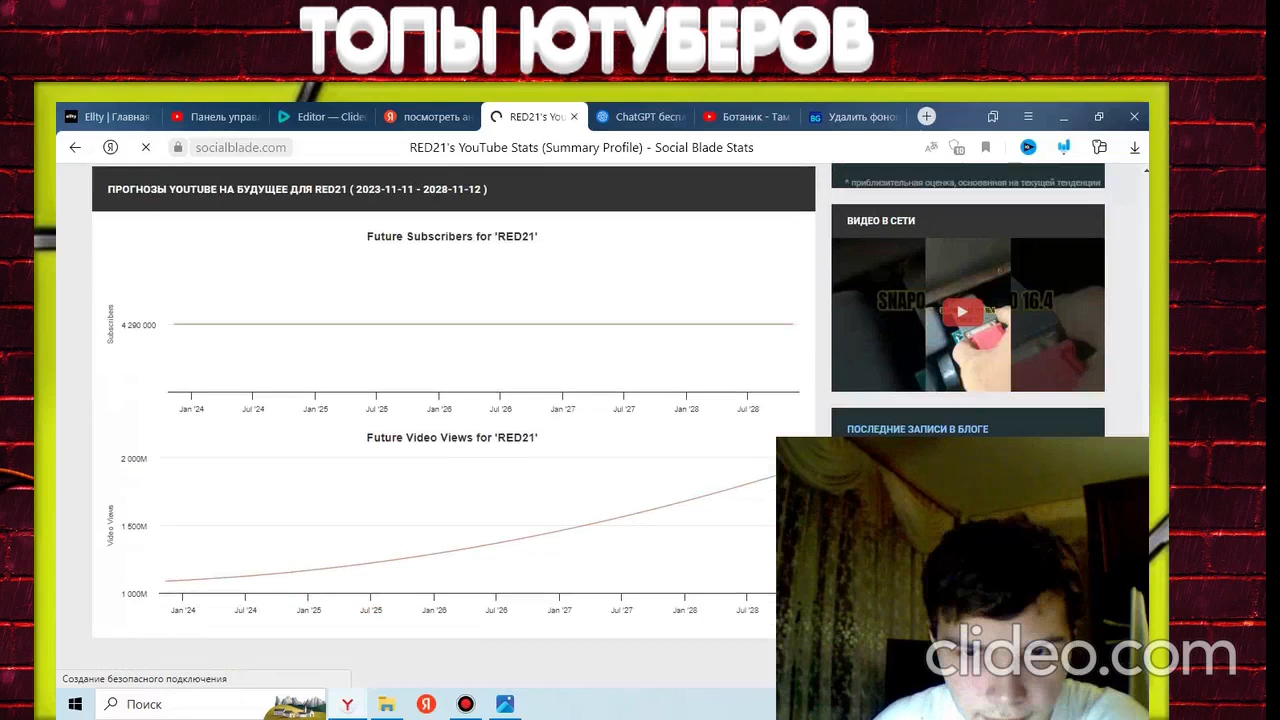 ТОПЫ ЮТУБЕРОВ
Ellty | Главная
Панель управ
Editor — Clide
посмотреть а
RED21's You
ChatGPT бесп
Ботаник - Там
Удалить фоно
socialblade.com
RED21's YouTube Stats (Summary Profile) - Social Blade Stats
10
ПРОГНОЗЫ YOUTUBE НА БУДУЩЕЕ ДЛЯ RED21 ( 2023-11-11 - 2028-11-12 )
* приблизительная оценка, основанная на текущей тенденции
Future Subscribers for 'RED21'
Subscribers
4 290 000
Jan '24 Jul '24 Jan '25 Jul '25 Jan '26 Jul '26 Jan '27 Jul '27 Jan '28 Jul '28
Future Video Views for 'RED21'
Video Views
2 000M
1 500M
1 000M
Jan '24 Jul '24 Jan '25 Jul '25 Jan '26 Jul '26 Jan '27 Jul '27 Jan '28 Jul '28
ВИДЕО В СЕТИ
SNAPD
16.4
ПОСЛЕДНИЕ ЗАПИСИ В БЛОГЕ
clideo.com
Создание безопасного подключения
Поиск